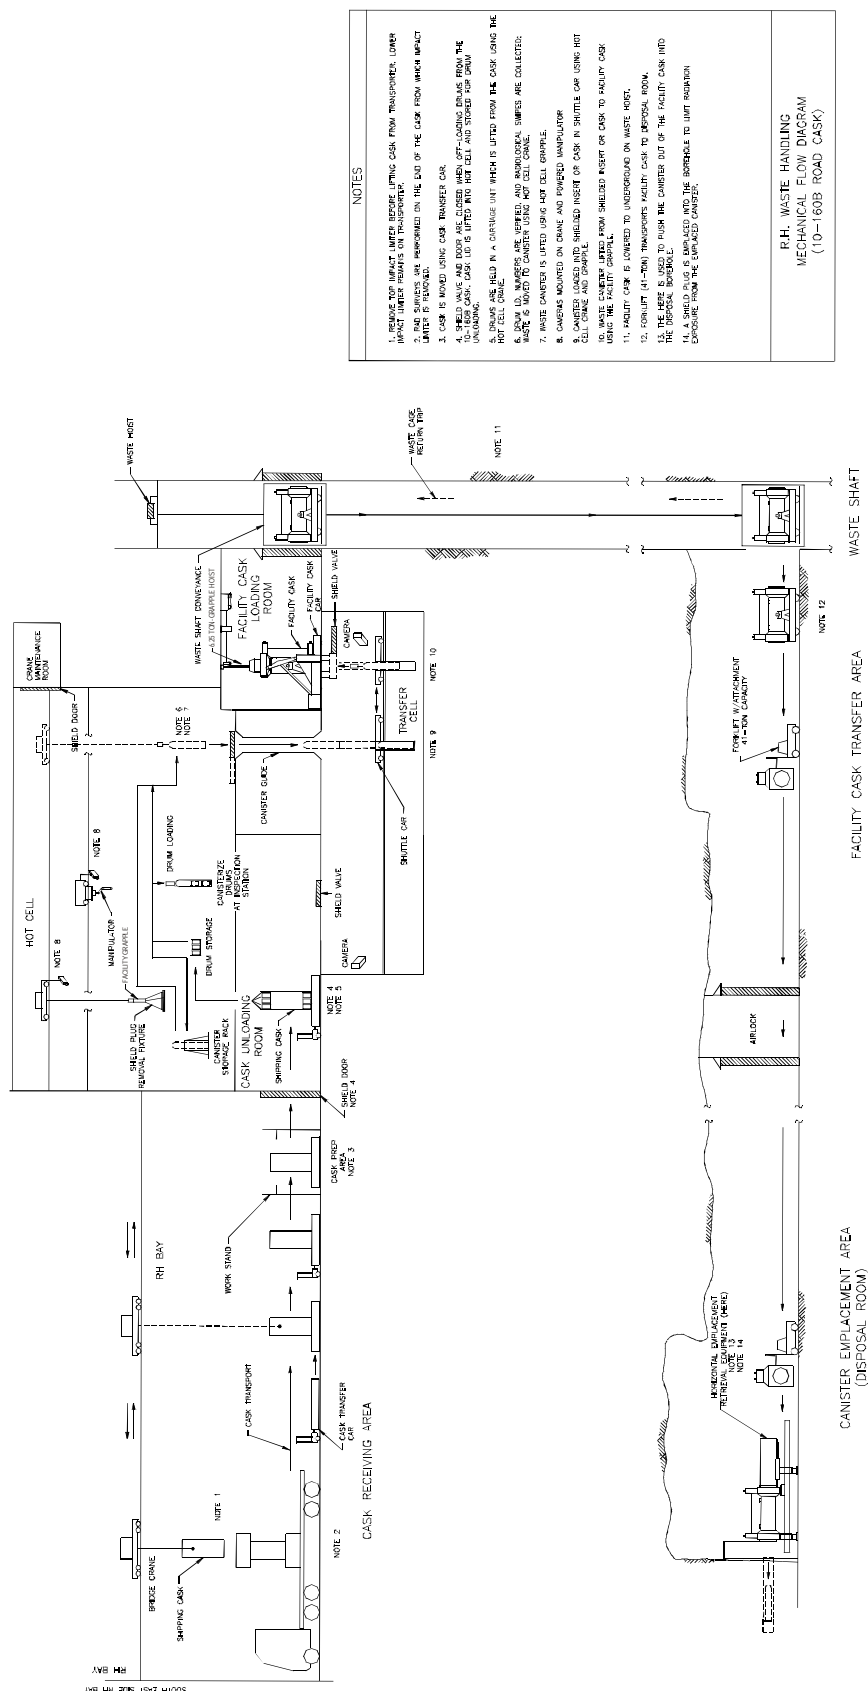 NOTES
1. REMOVE TOP IMPACT LIMITER BEFORE LIFTING CASK FROM TRANSPORTER. LOWER
IMPACT LIMITER REMAINS ON TRANSPORTER.
2. RAD SURVEYS ARE PERFORMED ON THE END OF THE CASK FROM WHICH IMPACT
LIMITER IS REMOVED.
3. CASK IS MOVED USING CASK TRANSFER CAR.
4. SHIELD VALVE AND DOOR ARE CLOSED WHEN OFF-LOADING DRUMS FROM THE
10-160B CASK. CASK LID IS LIFTED INTO HOT CELL AND STORED FOR DRUM
UNLOADING.
5. DRUMS ARE HELD IN A CARRIAGE UNIT WHICH IS LIFTED FROM THE CASK USING THE
HOT CELL CRANE.
6. DRUM I.D. NUMBERS ARE VERIFIED, AND RADIOLOGICAL SWIPES ARE COLLECTED;
WASTE IS MOVED TO CANISTER USING HOT CELL CRANE.
7. WASTE CANISTER IS LIFTED USING HOT CELL GRAPPLE.
8. CAMERAS MOUNTED ON CRANE AND POWERED MANIPULATOR
9. CANISTER LOADED INTO SHIELDED INSERT OR CASK IN SHUTTLE CAR USING HOT
CELL CRANE AND GRAPPLE.
10. WASTE CANISTER LIFTED FROM SHIELDED INSERT OR CASK TO FACILITY CASK
USING THE FACILITY GRAPPLE.
11. FACILITY CASK IS LOWERED TO UNDERGROUND ON WASTE HOIST.
12. FORKLIFT (41-TON) TRANSPORTS FACILITY CASK TO DISPOSAL ROOM.
13. THE HERE IS USED TO PUSH THE CANISTER OUT OF THE FACILITY CASK INTO
THE DISPOSAL BOREHOLE.
14. A SHIELD PLUG IS EMPLACED INTO THE BOREHOLE TO LIMIT RADIATION
EXPOSURE FROM THE EMPLACED CANISTER.
R.H. WASTE HANDLING
MECHANICAL FLOW DIAGRAM
(10-160B ROAD CASK)
SOUTH EAST SIDE RH BAY
RH BAY
BRIDGE CRANE
SHIPPING CASK
NOTE 1
NOTE 2
CASK RECEIVING AREA
CASK TRANSPORT
CASK TRANSFER
CAR
RH BAY
WORK STAND
CASK PREP
AREA
NOTE 3
SHIELD DOOR
NOTE 4
HOT CELL
NOTE 8
SHIELD PLUG
REMOVAL FIXTURE
FACILITY GRAPPLE
MANIPULATOR
NOTE 8
CANISTER
STORAGE RACK
CASK UNLOADING
ROOM
SHIPPING CASK
NOTE 4
NOTE 5
DRUM STORAGE
DRUM LOADING
CANISTERIZE
DRUMS
AT INSPECTION
STATION
CAMERA
SHIELD VALVE
SHIELD DOOR
CRANE
MAINTENANCE
ROOM
NOTE 6
NOTE 7
CANISTER GUIDE
SHUTTLE CAR
TRANSFER
CELL
NOTE 9
NOTE 10
CAMERA
SHIELD VALVE
FACILITY CASK
CAR
FACILITY CASK
FACILITY CASK
LOADING
ROOM
6.25 TON GRAPPLE HOIST
WASTE SHAFT CONVEYANCE
WASTE HOIST
WASTE CAGE
RETURN TRIP
NOTE 11
WASTE SHAFT
NOTE 12
FORKLIFT W/ATTACHMENT
41-TON CAPACITY
FACILITY CASK TRANSFER AREA
AIRLOCK
HORIZONTAL EMPLACEMENT
RETRIEVAL EQUIPMENT (HERE)
NOTE 13
NOTE 14
CANISTER EMPLACEMENT AREA
(DISPOSAL ROOM)